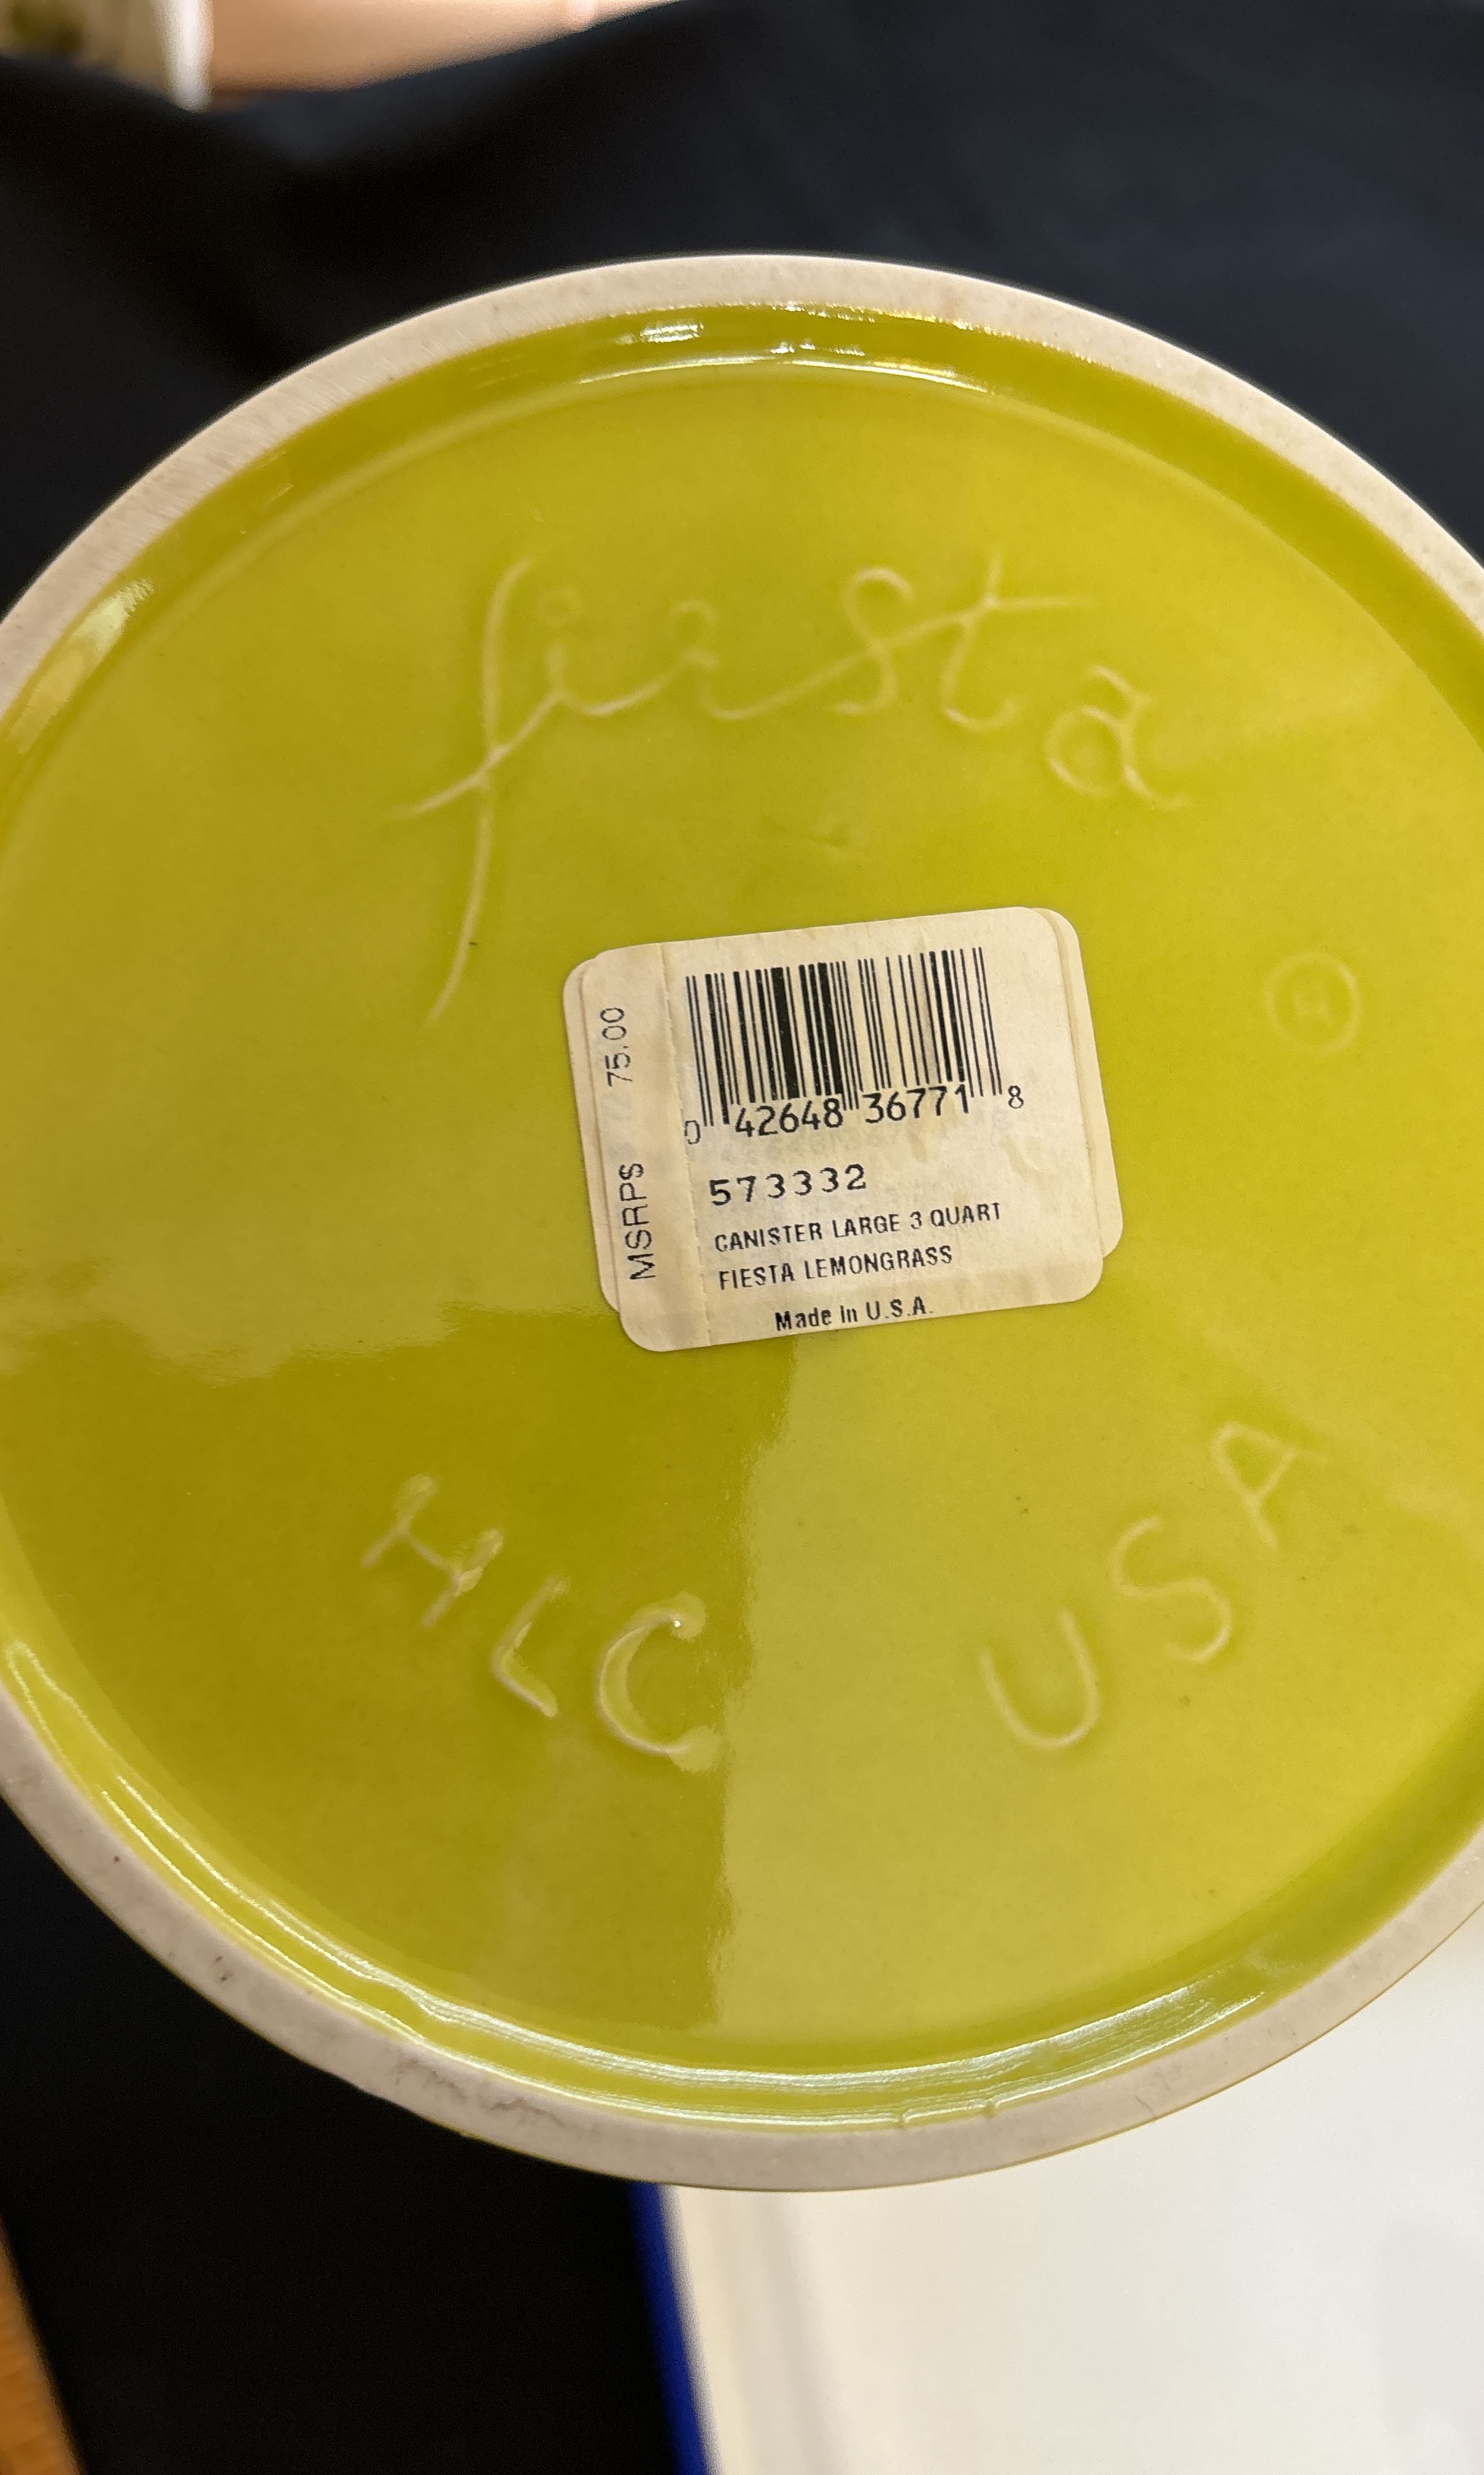 fiesta
H
MSRPS 75.00
0 42648 36771 8
573332
CANISTER LARGE 3 QUART
FIESTA LEMONGRASS
Made In U.S.A.
HLC USA